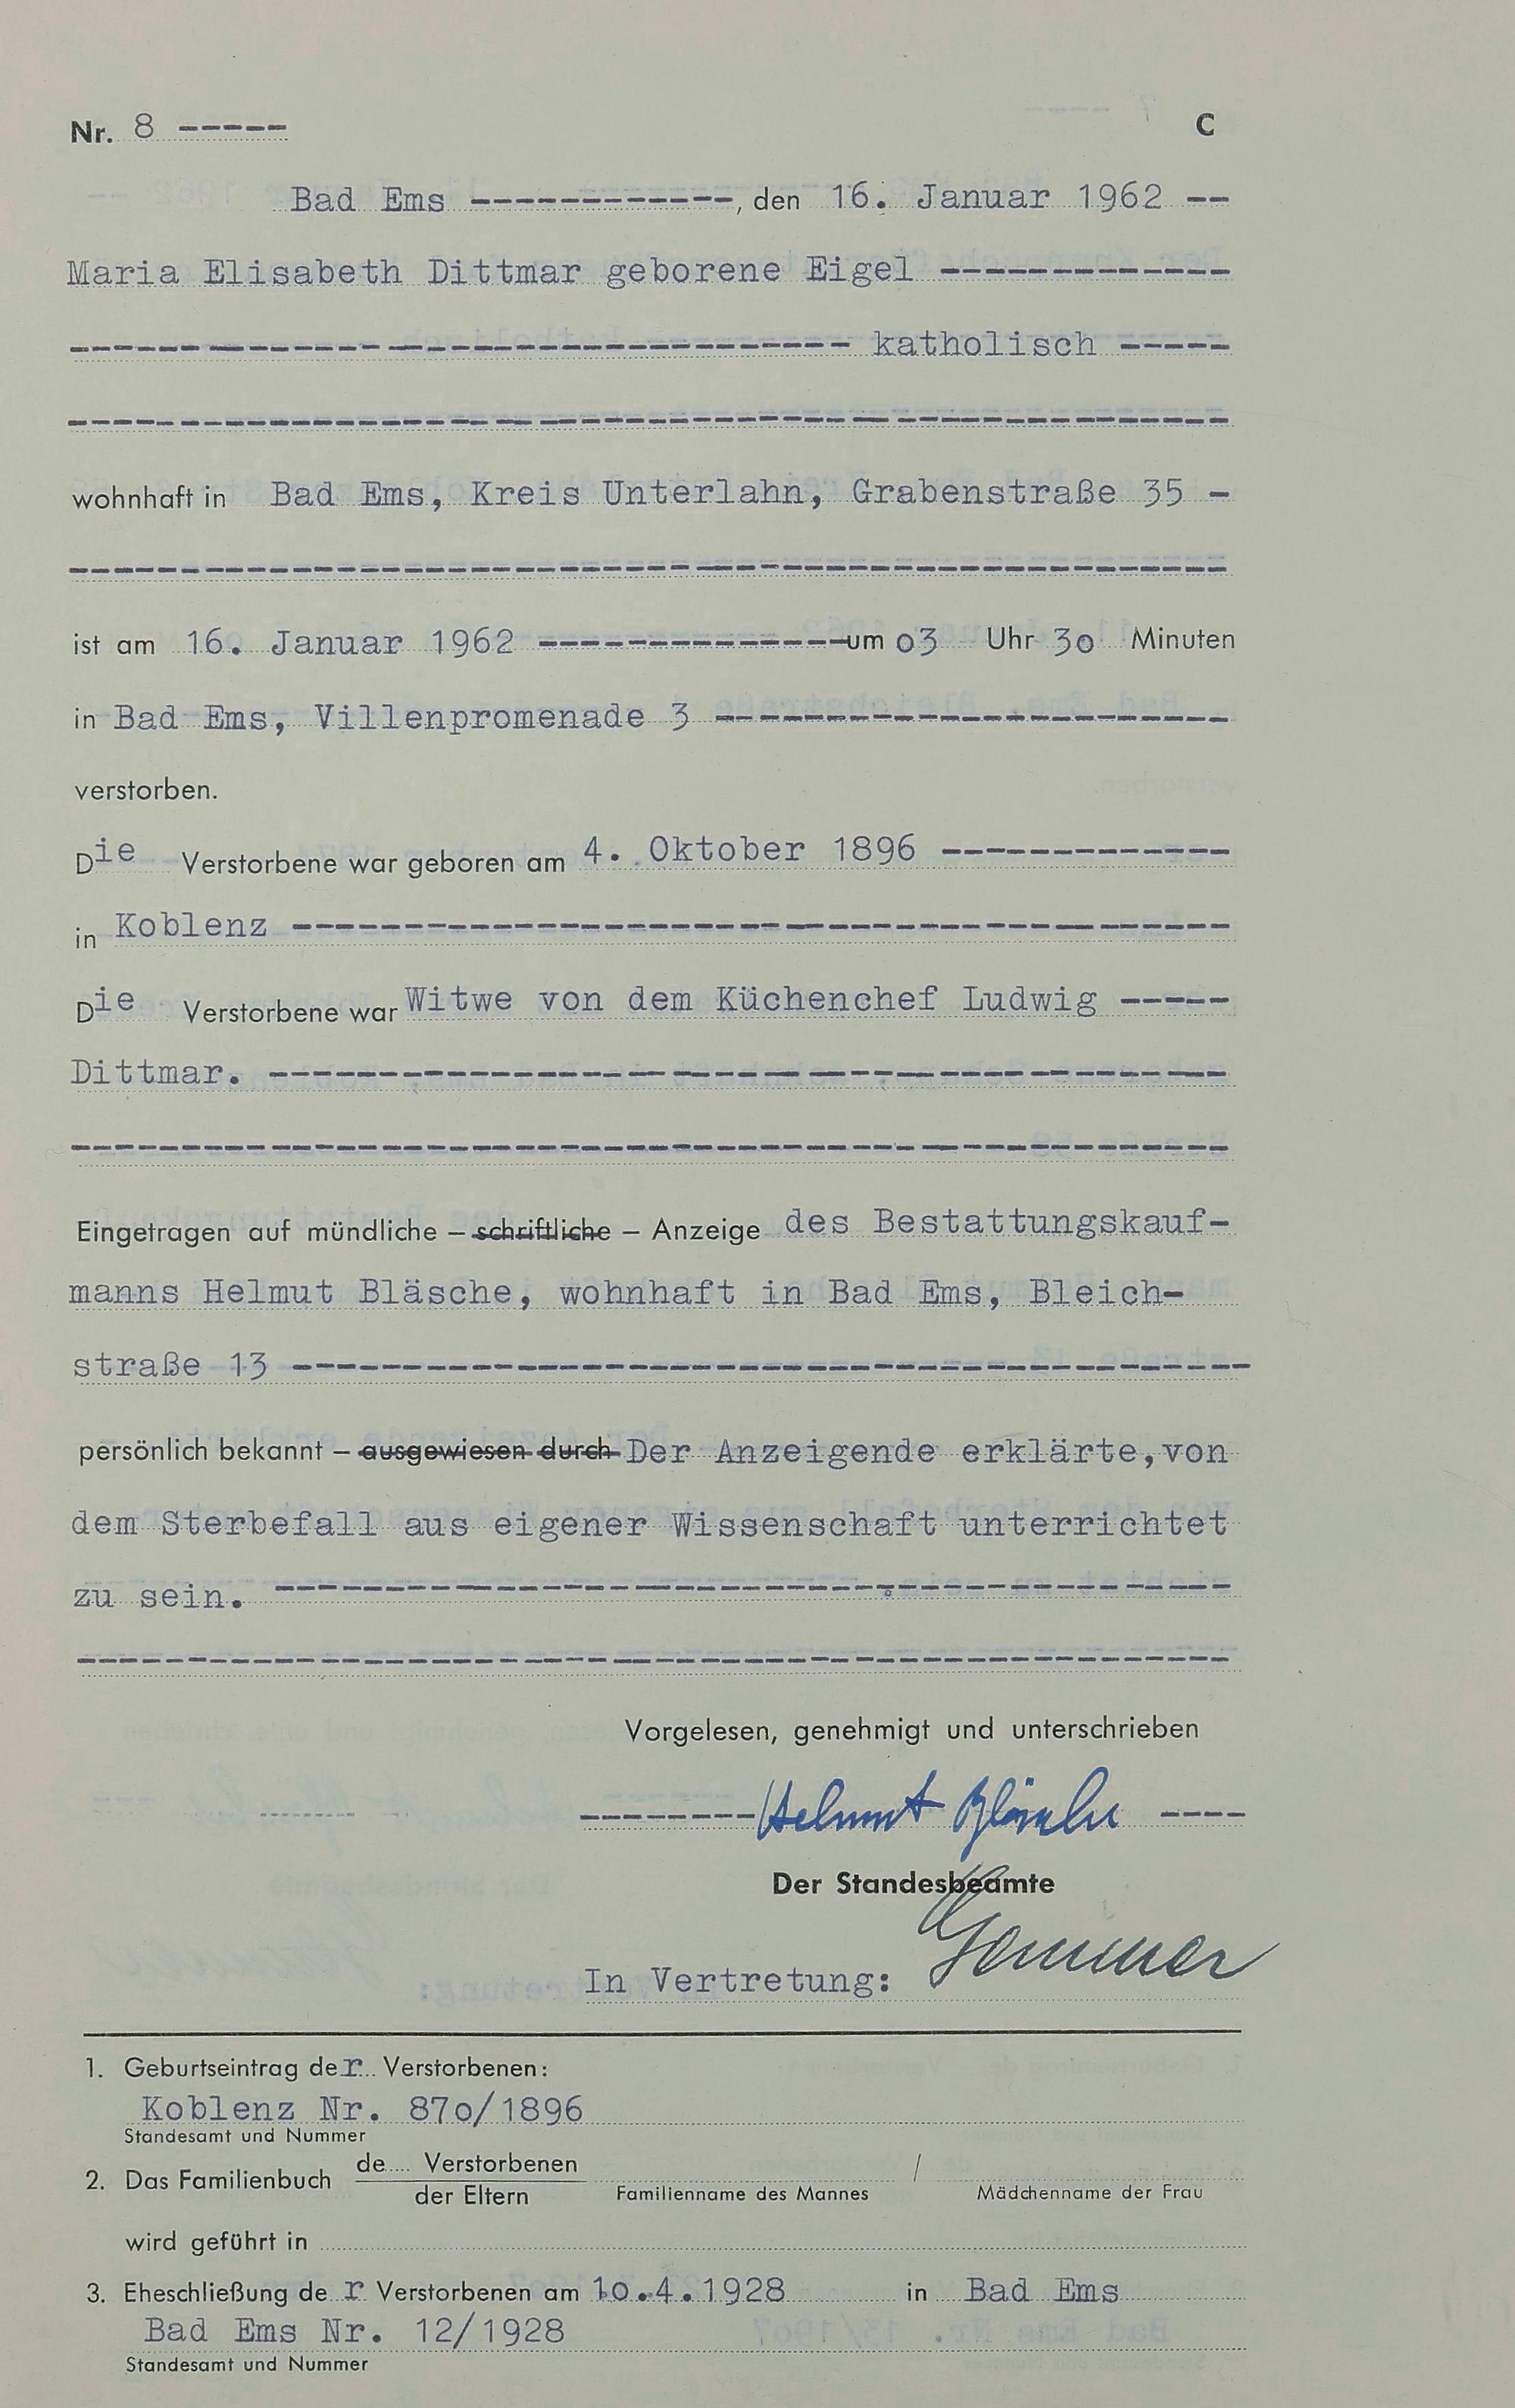 Nr. 8 ----- C
Bad Ems ------------, den 16. Januar 1962 --
Maria Elisabeth Dittmar geborene Eigel -------------
----------------------------------- katholisch -----
----------------------------------------------------
wohnhaft in Bad Ems, Kreis Unterlahn, Grabenstraße 35 -
----------------------------------------------------
ist am 16. Januar 1962 --------------um 03 Uhr 30 Minuten
in Bad Ems, Villenpromenade 3 -----------------------
verstorben.
Die Verstorbene war geboren am 4. Oktober 1896 -------------
in Koblenz ------------------------------------------
Die Verstorbene war Witwe von dem Küchenchef Ludwig -----
Dittmar. -------------------------------------------
----------------------------------------------------
Eingetragen auf mündliche – schriftliche – Anzeige des Bestattungskauf-
manns Helmut Bläsche, wohnhaft in Bad Ems, Bleich-
straße 13 -------------------------------------------
persönlich bekannt – ausgewiesen durch Der Anzeigende erklärte, von
dem Sterbefall aus eigener Wissenschaft unterrichtet
zu sein. -------------------------------------------
----------------------------------------------------
Vorgelesen, genehmigt und unterschrieben
--------Helmut Bläsche ----
Der Standesbeamte
In Vertretung: Gommer
1. Geburtseintrag der Verstorbenen:
Koblenz Nr. 870/1896
Standesamt und Nummer
2. Das Familienbuch de.... Verstorbenen /
der Eltern Familienname des Mannes Mädchenname der Frau
wird geführt in
3. Eheschließung der Verstorbenen am 10.4.1928 in Bad Ems
Bad Ems Nr. 12/1928
Standesamt und Nummer